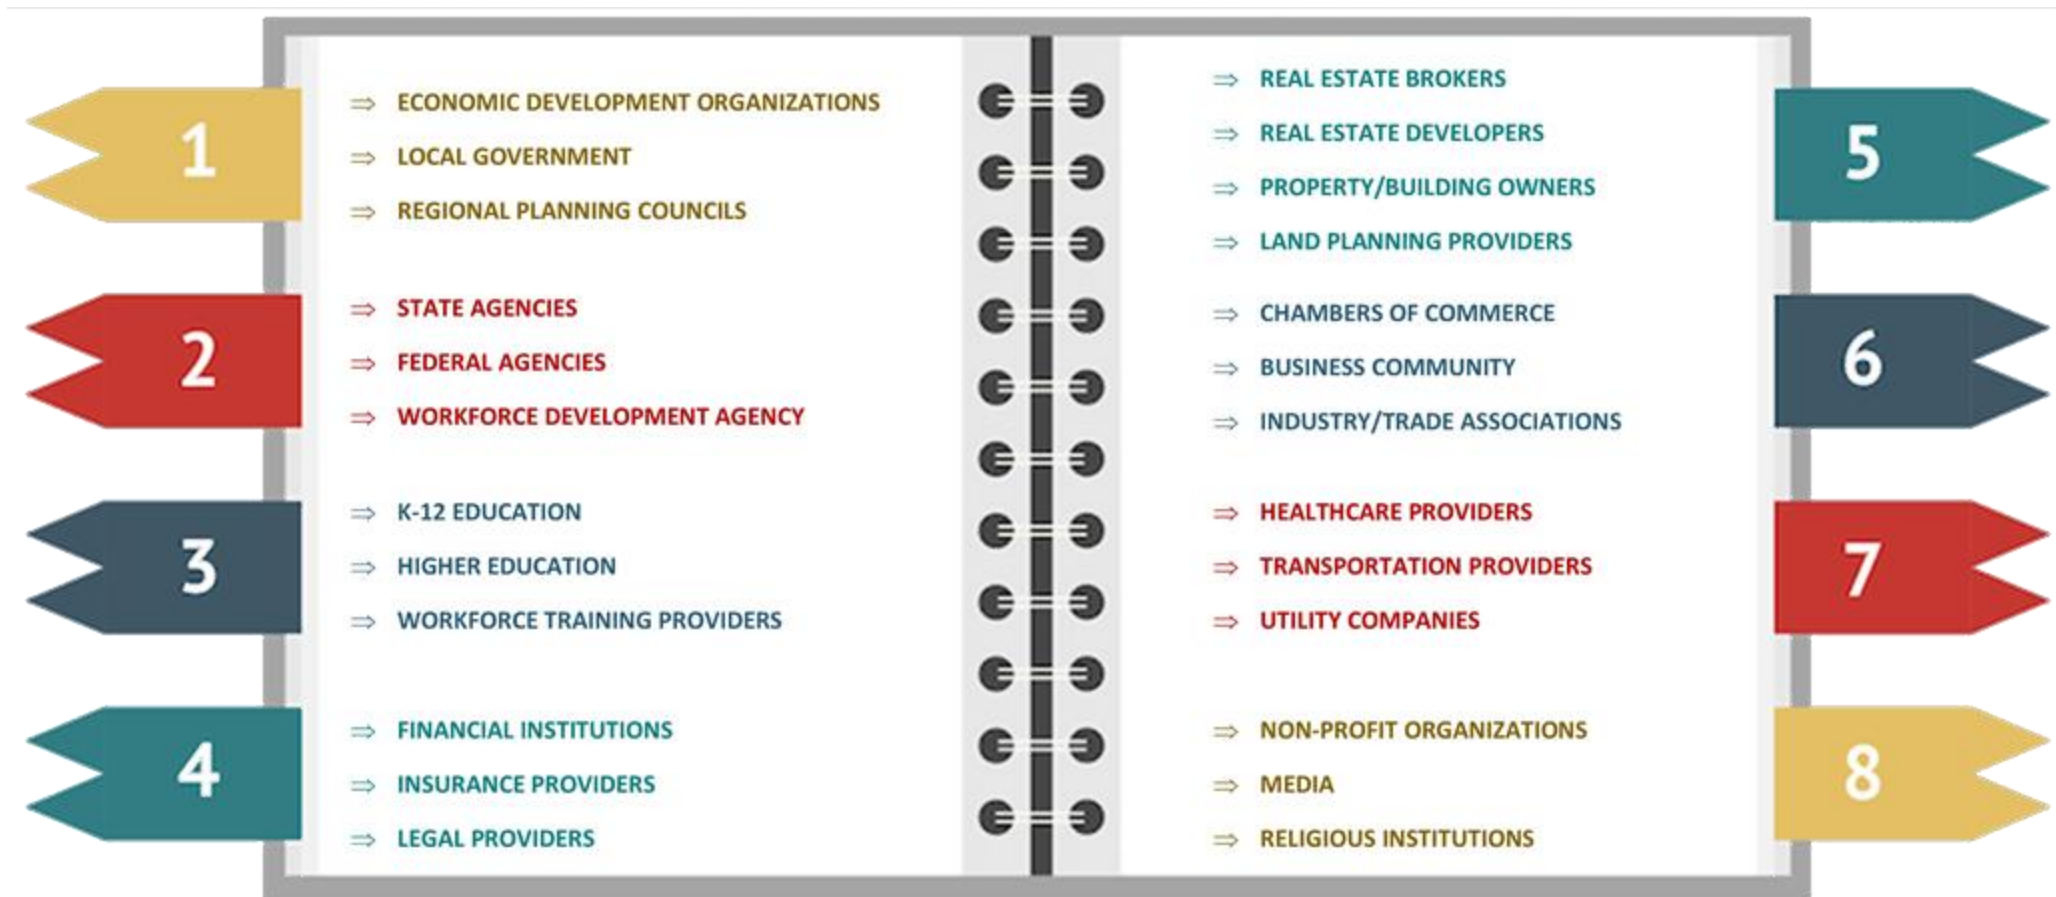 1
⇒ ECONOMIC DEVELOPMENT ORGANIZATIONS
⇒ LOCAL GOVERNMENT
⇒ REGIONAL PLANNING COUNCILS
2
⇒ STATE AGENCIES
⇒ FEDERAL AGENCIES
⇒ WORKFORCE DEVELOPMENT AGENCY
3
⇒ K-12 EDUCATION
⇒ HIGHER EDUCATION
⇒ WORKFORCE TRAINING PROVIDERS
4
⇒ FINANCIAL INSTITUTIONS
⇒ INSURANCE PROVIDERS
⇒ LEGAL PROVIDERS
5
⇒ REAL ESTATE BROKERS
⇒ REAL ESTATE DEVELOPERS
⇒ PROPERTY/BUILDING OWNERS
⇒ LAND PLANNING PROVIDERS
6
⇒ CHAMBERS OF COMMERCE
⇒ BUSINESS COMMUNITY
⇒ INDUSTRY/TRADE ASSOCIATIONS
7
⇒ HEALTHCARE PROVIDERS
⇒ TRANSPORTATION PROVIDERS
⇒ UTILITY COMPANIES
8
⇒ NON-PROFIT ORGANIZATIONS
⇒ MEDIA
⇒ RELIGIOUS INSTITUTIONS